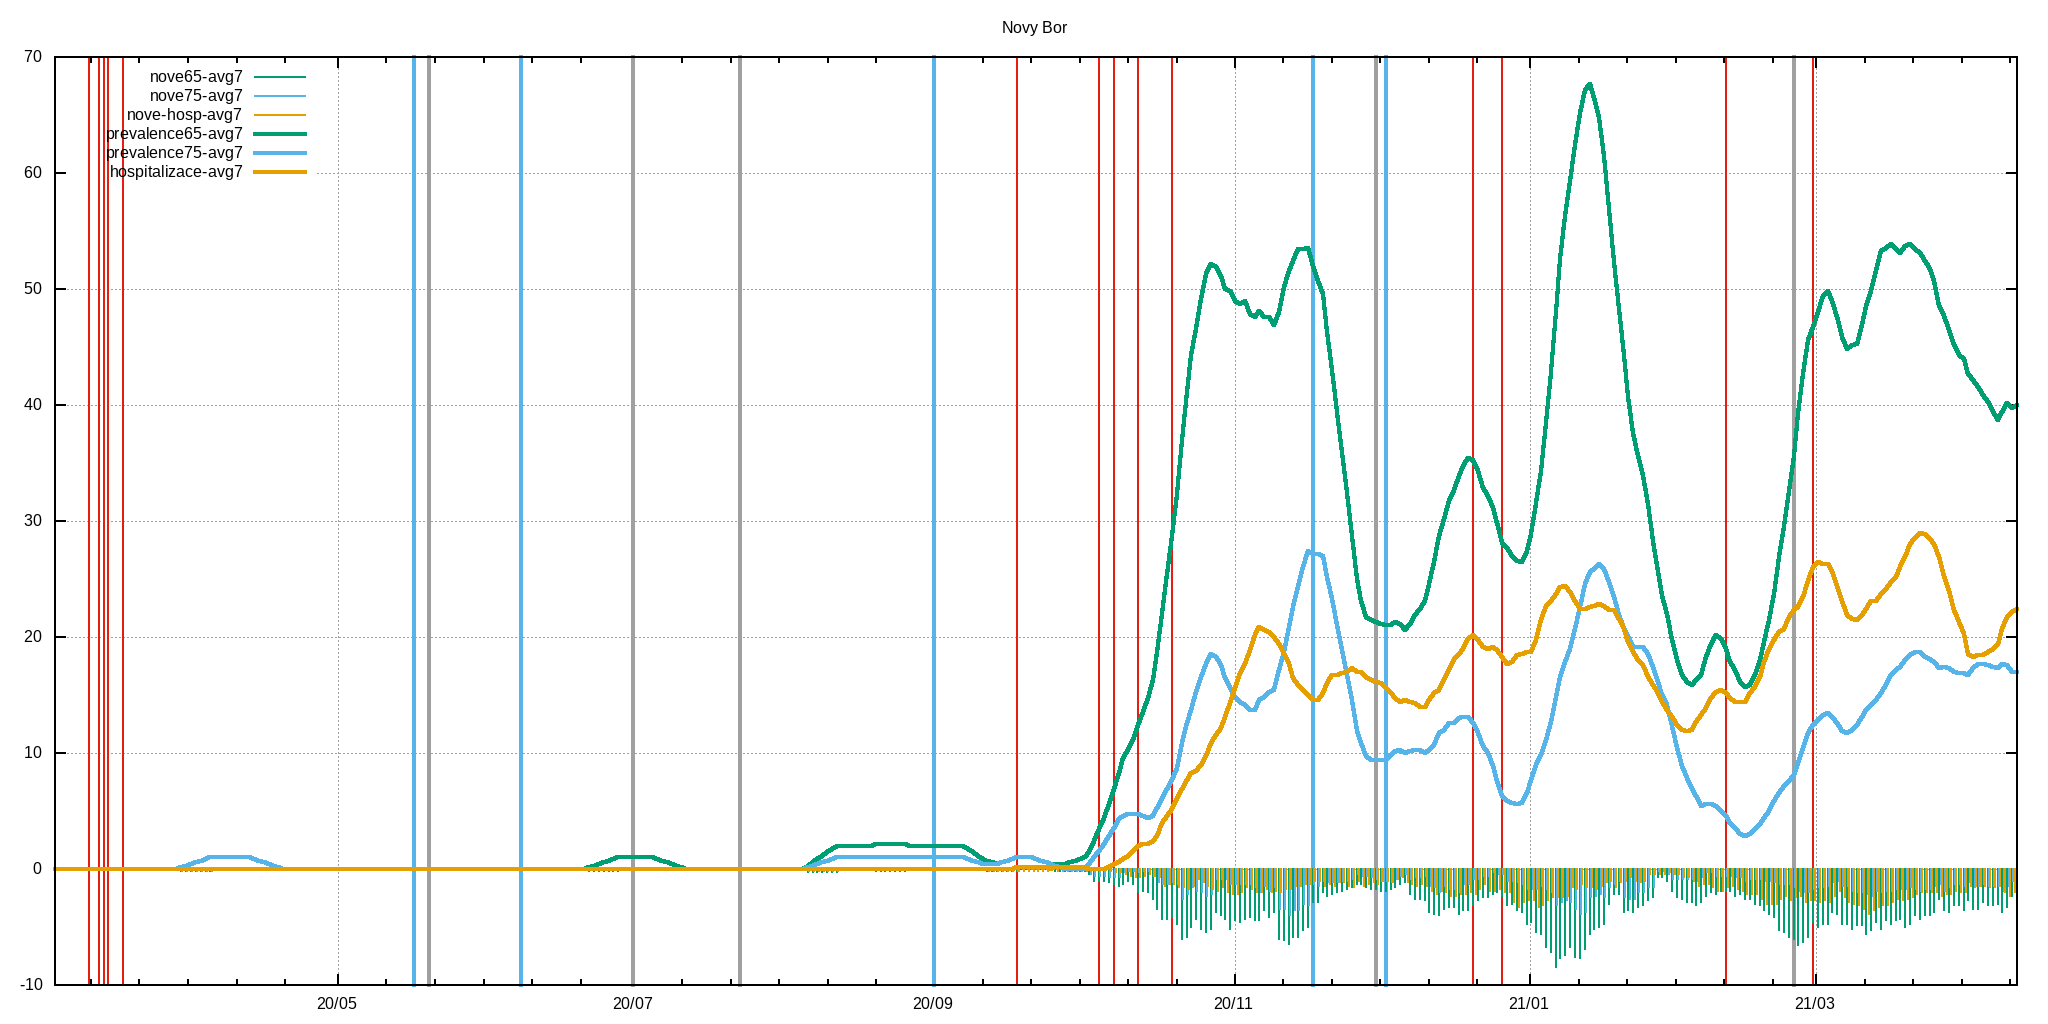 Novy Bor
70
60
50
40
30
20
10
0
-10
nove65-avg7
nove75-avg7
nove-hosp-avg7
prevalence65-avg7
prevalence75-avg7
hospitalizace-avg7
20/05 20/07 20/09 20/11 21/01 21/03